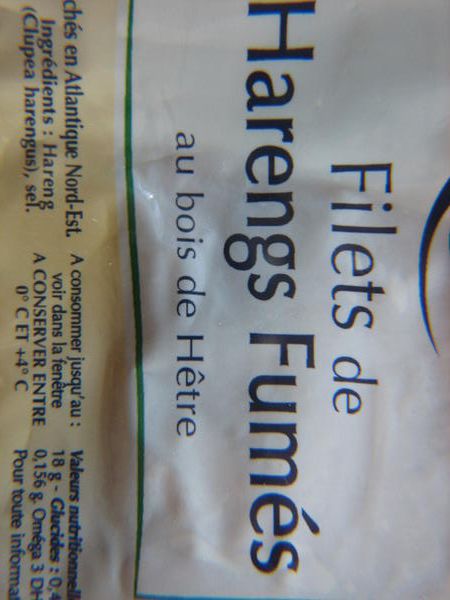 Filets de
Harengs Fumés
au bois de Hêtre
chés en Atlantique Nord-Est.
Ingrédients : Hareng
(Clupea harengus), sel.
A consommer jusqu'au :
voir dans la fenêtre
A CONSERVER ENTRE
0° C ET +4° C
Valeurs nutritionnell
18 g - Glucides : 0,4
0,156 g. Oméga 3 DH
Pour toute informat